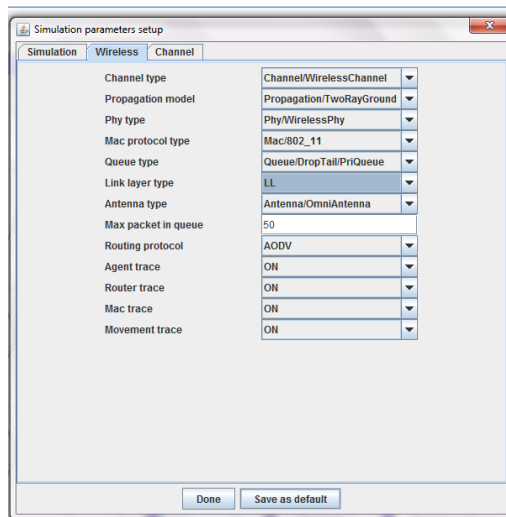 Simulation parameters setup
Simulation Wireless Channel
Channel type Channel/WirelessChannel
Propagation model Propagation/TwoRayGround
Phy type Phy/WirelessPhy
Mac protocol type Mac/802_11
Queue type Queue/DropTail/PriQueue
Link layer type LL
Antenna type Antenna/OmniAntenna
Max packet in queue 50
Routing protocol AODV
Agent trace ON
Router trace ON
Mac trace ON
Movement trace ON
Done Save as default